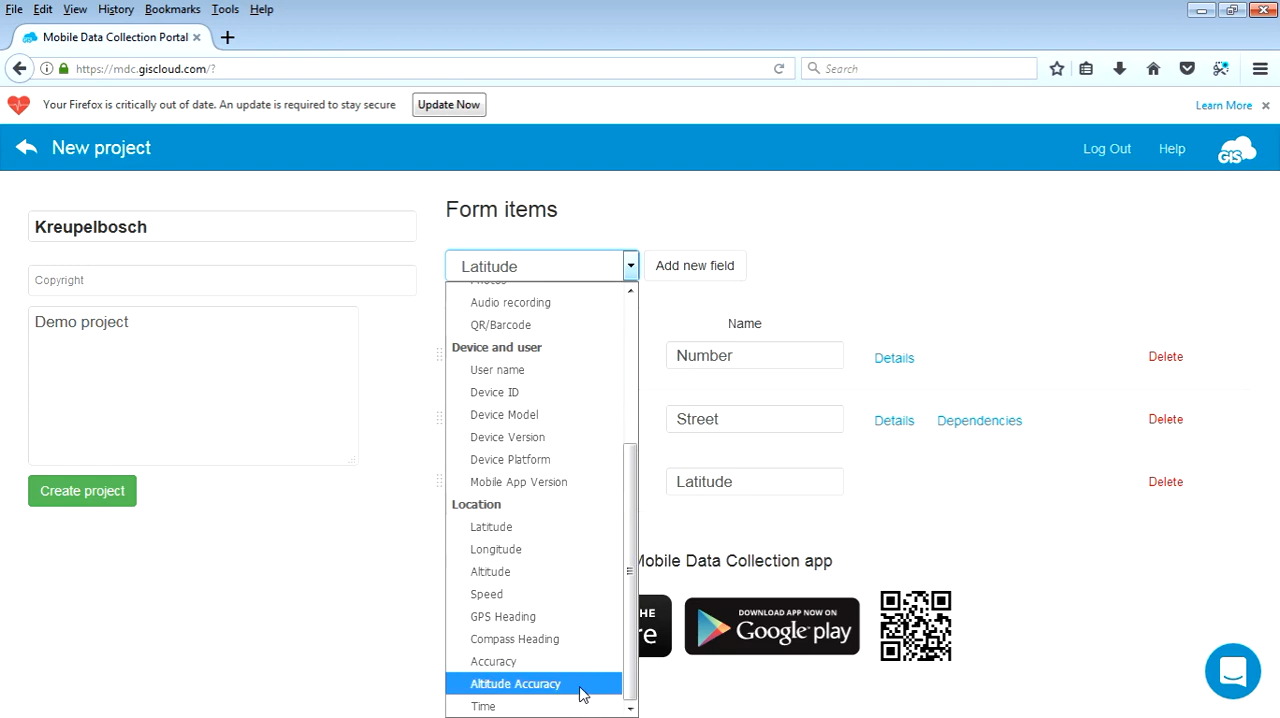 File Edit View History Bookmarks Tools Help
Mobile Data Collection Portal
https://mdc.giscloud.com/?
Search
Your Firefox is critically out of date. An update is required to stay secure
Update Now
Learn More
New project
Log Out
Help
GIS
Kreupelbosch
Copyright
Demo project
Create project
Form items
Latitude
Add new field
Photos
Audio recording
QR/Barcode
Device and user
User name
Device ID
Device Model
Device Version
Device Platform
Mobile App Version
Location
Latitude
Longitude
Altitude
Speed
GPS Heading
Compass Heading
Accuracy
Altitude Accuracy
Time
Name
Number
Details
Delete
Street
Details
Dependencies
Delete
Latitude
Delete
Mobile Data Collection app
HE
re
DOWNLOAD APP NOW ON
Google play